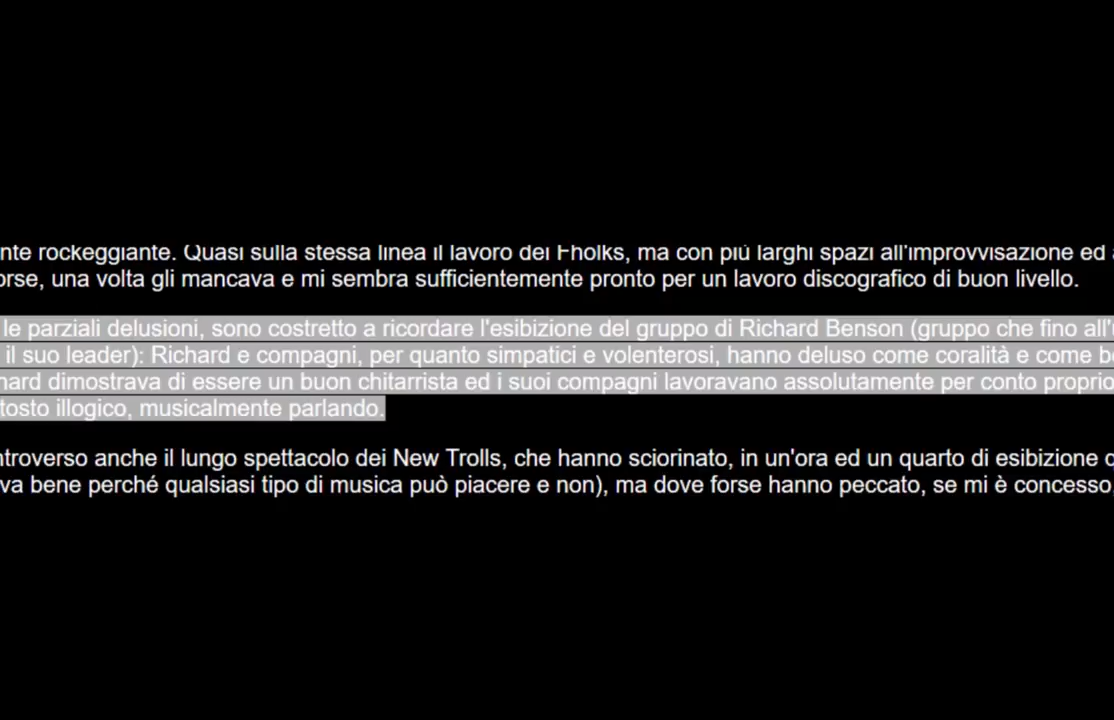 nte rockeggiante. Quasi sulla stessa linea il lavoro dei Fholks, ma con più larghi spazi all'improvvisazione ed
orse, una volta gli mancava e mi sembra sufficientemente pronto per un lavoro discografico di buon livello.
le parziali delusioni, sono costretto a ricordare l'esibizione del gruppo di Richard Benson (gruppo che fino all'
il suo leader): Richard e compagni, per quanto simpatici e volenterosi, hanno deluso come coralità e come
hard dimostrava di essere un buon chitarrista ed i suoi compagni lavoravano assolutamente per conto proprio
tosto illogico, musicalmente parlando.
ntroverso anche il lungo spettacolo dei New Trolls, che hanno sciorinato, in un'ora ed un quarto di esibizione
va bene perché qualsiasi tipo di musica può piacere e non), ma dove forse hanno peccato, se mi è concesso